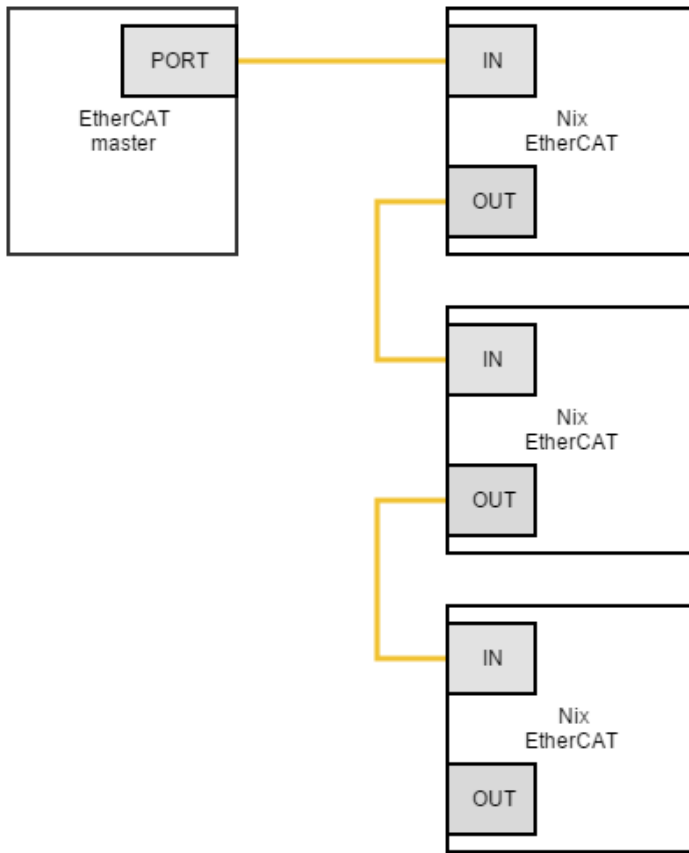 PORT
EtherCAT
master
IN
Nix
EtherCAT
OUT
IN
Nix
EtherCAT
OUT
IN
Nix
EtherCAT
OUT